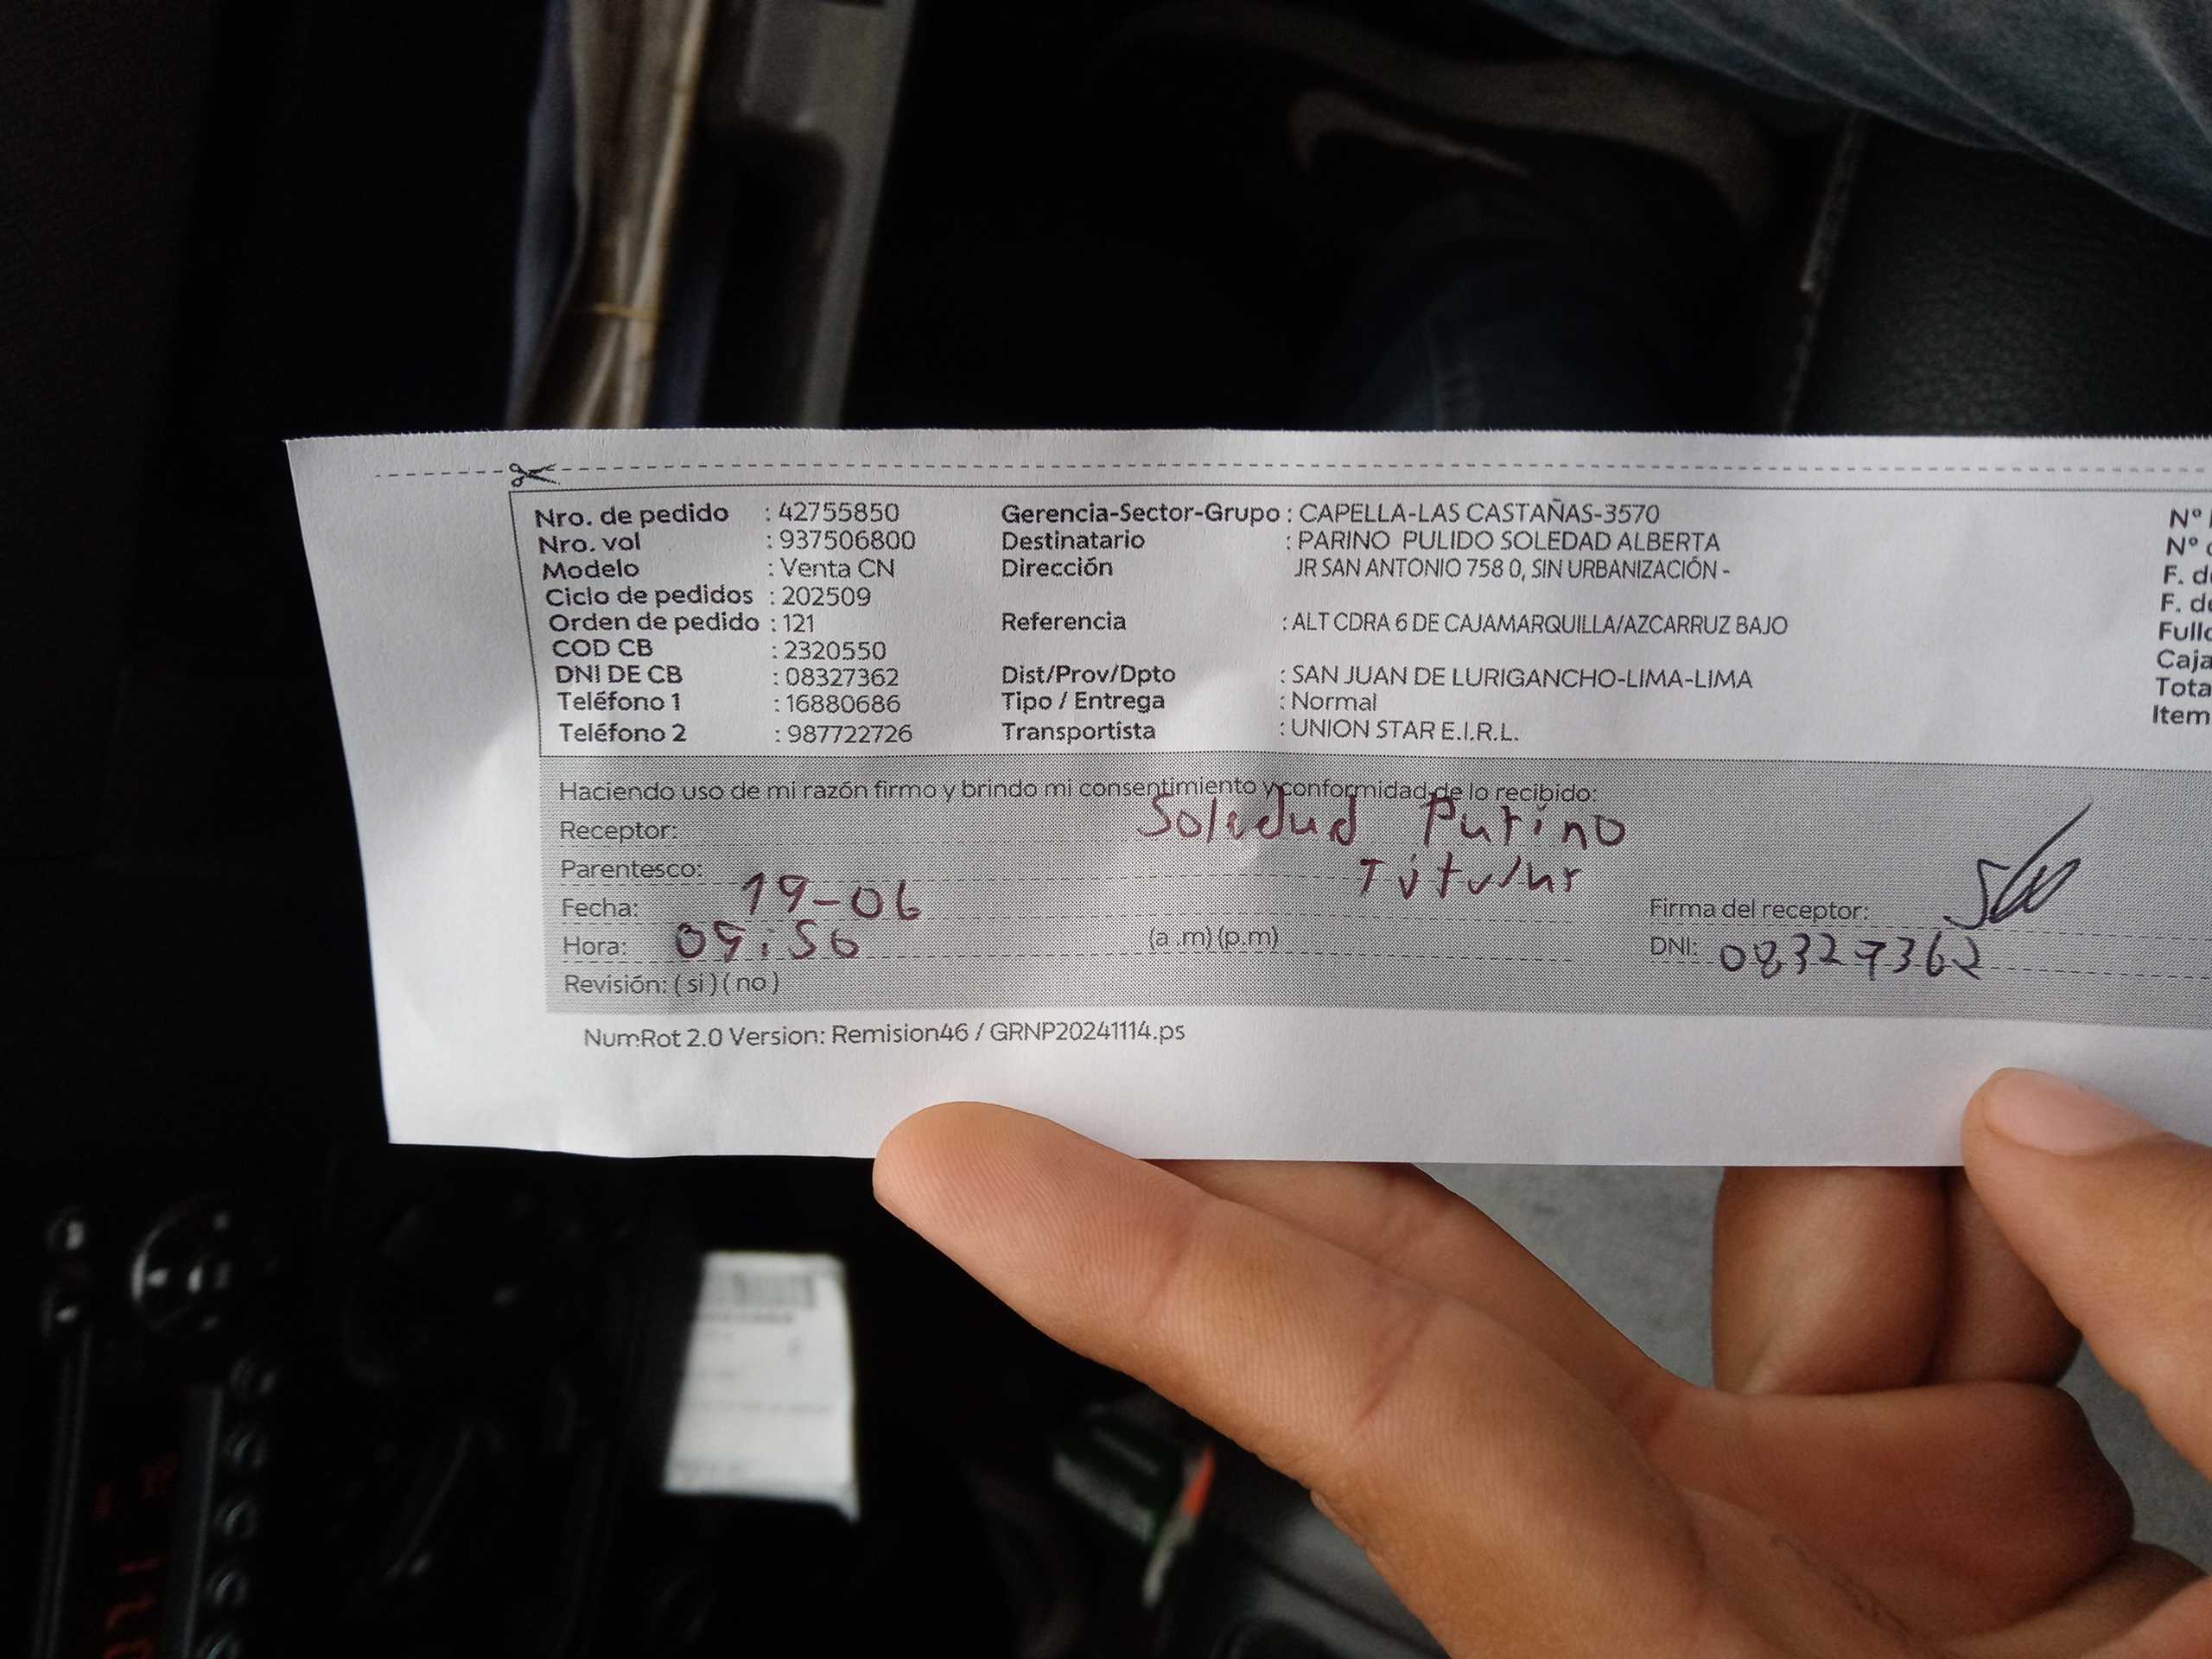 Nro. de pedido : 42755850
Nro. vol : 937506800
Modelo : Venta CN
Ciclo de pedidos : 202509
Orden de pedido : 121
COD CB : 2320550
DNI DE CB : 08327362
Teléfono 1 : 16880686
Teléfono 2 : 987722726
Gerencia-Sector-Grupo : CAPELLA-LAS CASTAÑAS-3570
Destinatario : PARINO PULIDO SOLEDAD ALBERTA
Dirección JR SAN ANTONIO 758 0, SIN URBANIZACIÓN -
Referencia : ALT CDRA 6 DE CAJAMARQUILLA/AZCARRUZ BAJO
Dist/Prov/Dpto : SAN JUAN DE LURIGANCHO-LIMA-LIMA
Tipo / Entrega : Normal
Transportista : UNION STAR E.I.R.L.
N°
N°
F. d
F. d
Full
Caja
Tota
Item
Haciendo uso de mi razón firmo y brindo mi consentimiento y conformidad de lo recibido:
Receptor: Soledad Parino
Parentesco: Titular
Fecha: 19-06
Hora: 09:56 (a .m) (p.m)
Revisión: ( si ) ( no )
Firma del receptor:
DNI: 08327362
NumRot 2.0 Version: Remision46 / GRNP20241114.ps